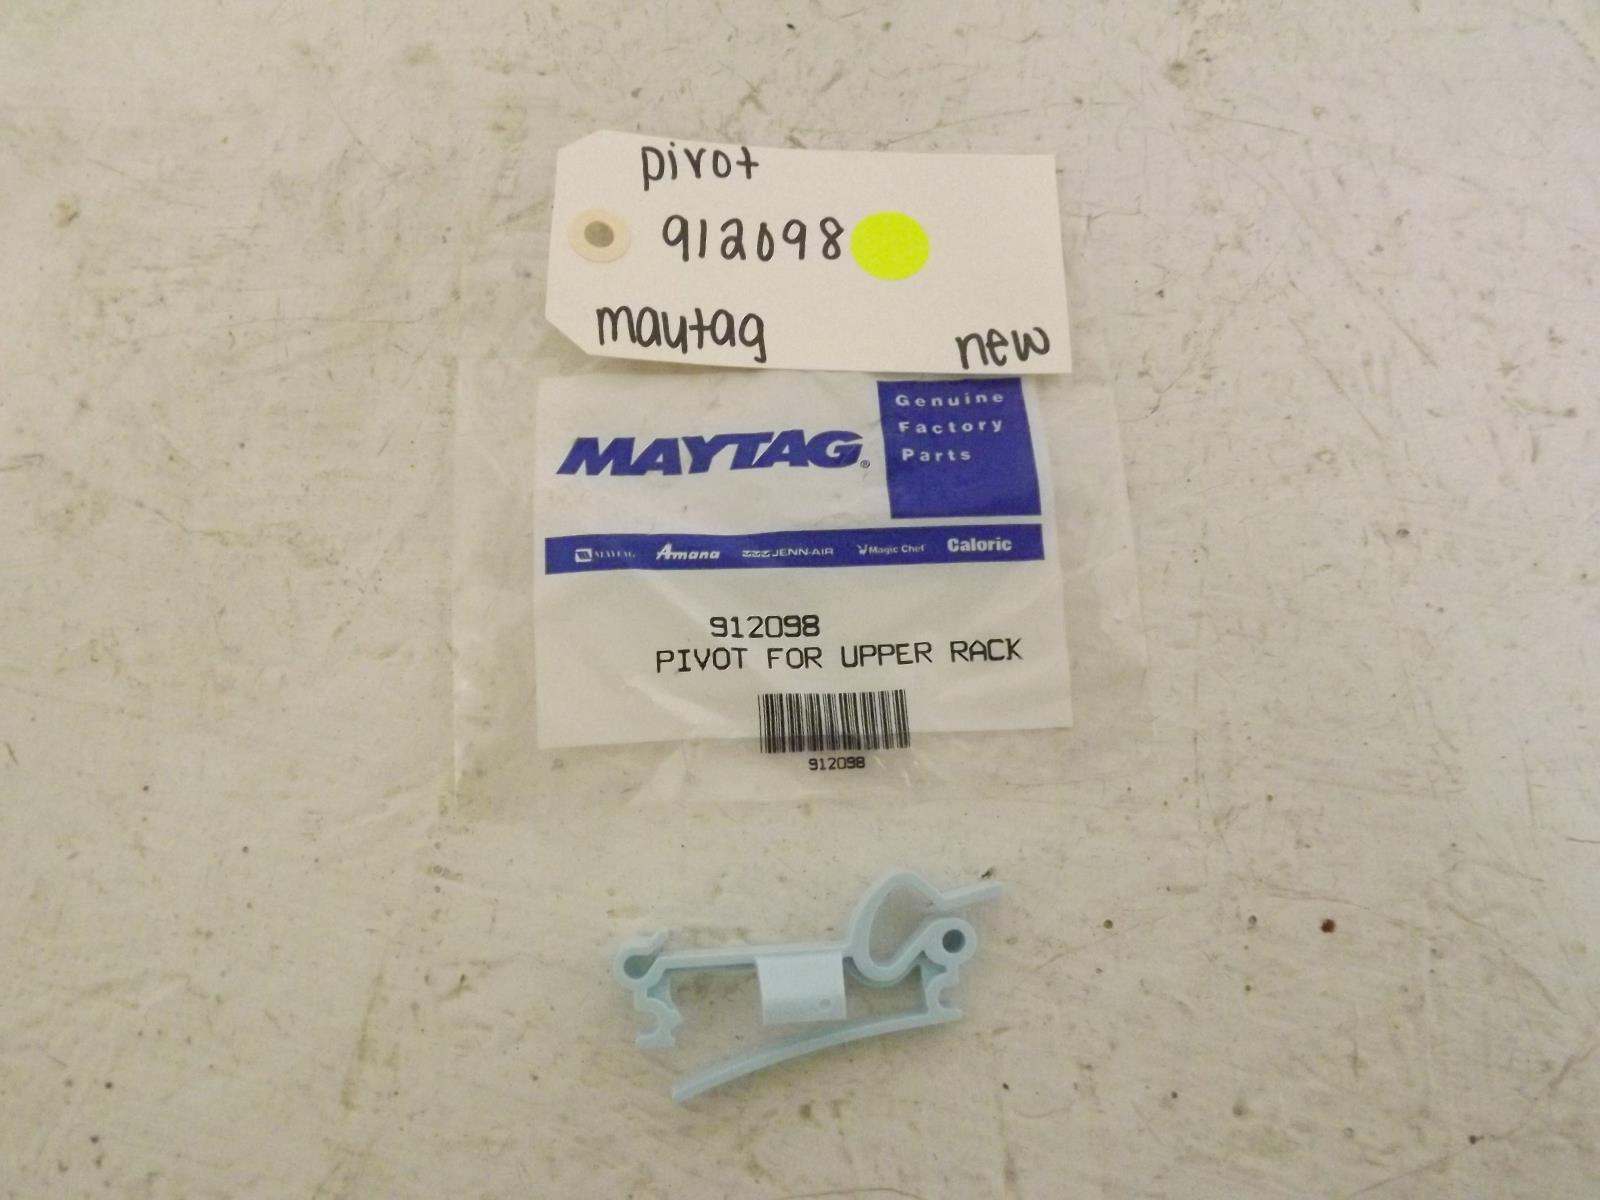 pivot
912098
maytag new
MAYTAG®
Genuine
Factory
Parts
MAYTAG Amana JENN-AIR Magic Chef Caloric
912098
PIVOT FOR UPPER RACK
912098